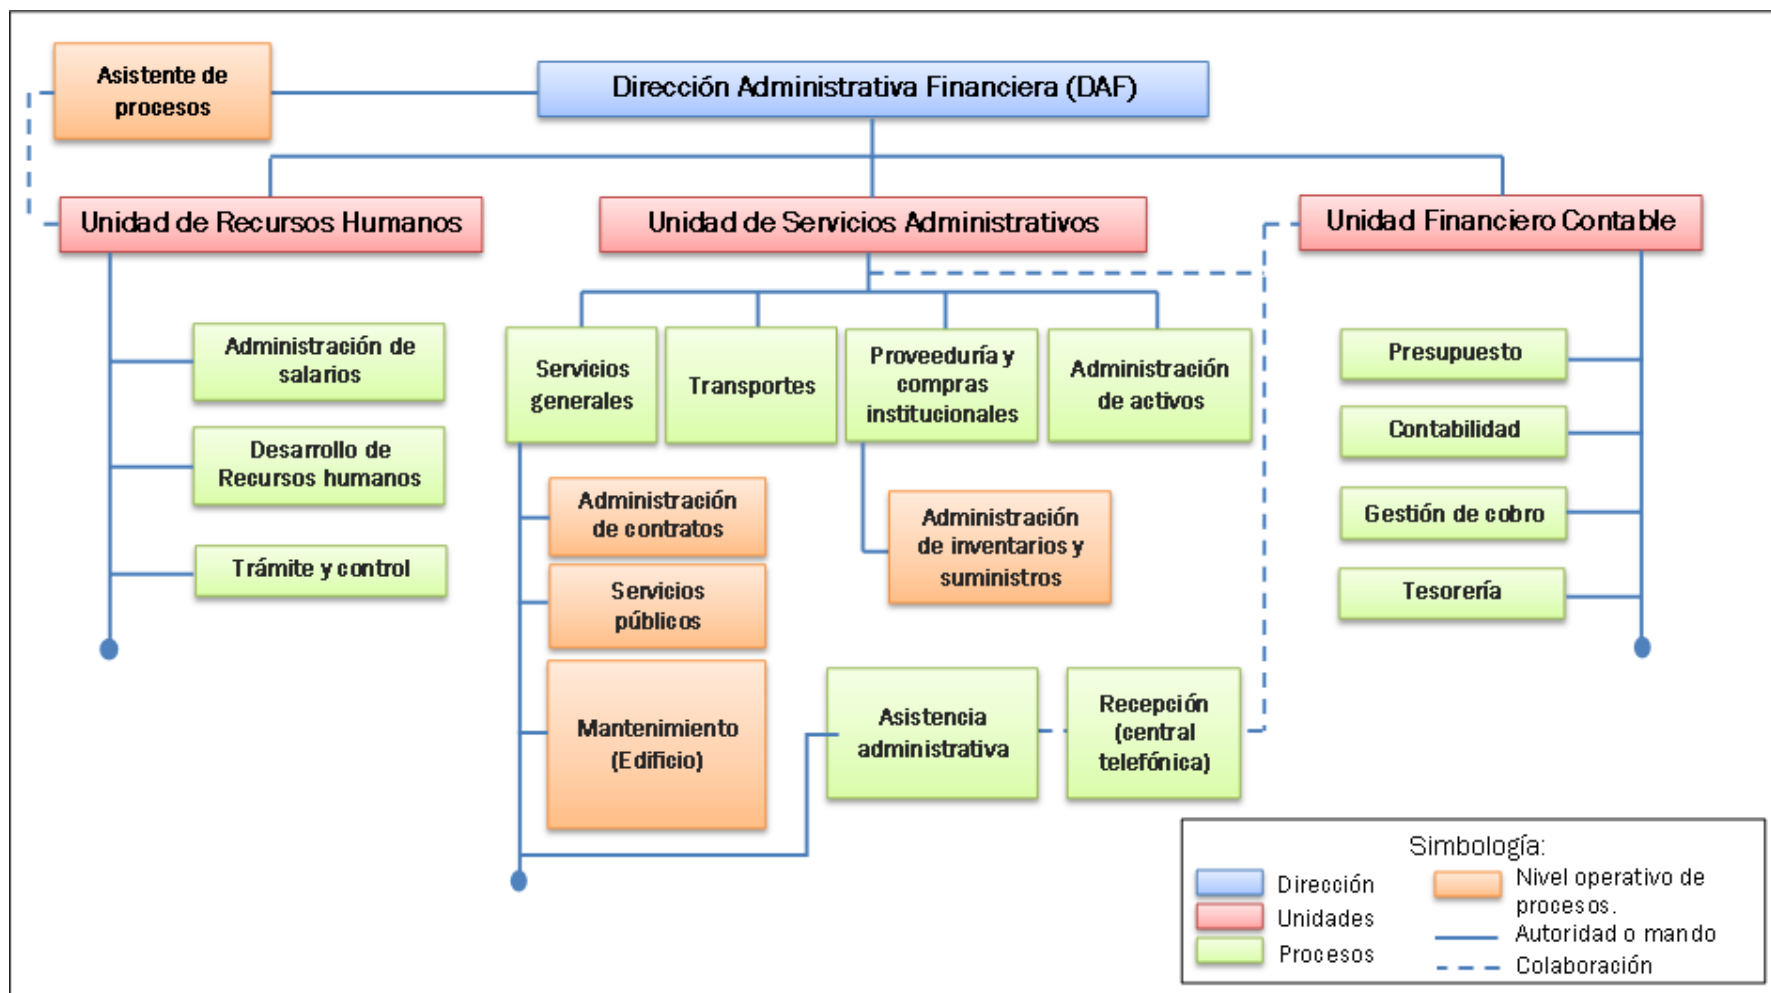 Asistente de
procesos
Dirección Administrativa Financiera (DAF)
Unidad de Recursos Humanos
Unidad de Servicios Administrativos
Unidad Financiero Contable
Administración de
salarios
Desarrollo de
Recursos humanos
Trámite y control
Servicios
generales
Transportes
Proveeduría y
compras
institucionales
Administración
de activos
Administración
de contratos
Servicios
públicos
Mantenimiento
(Edificio)
Administración
de inventarios y
suministros
Asistencia
administrativa
Recepción
(central
telefónica)
Presupuesto
Contabilidad
Gestión de cobro
Tesorería
Simbología:
Dirección
Unidades
Procesos
Nivel operativo de
procesos.
Autoridad o mando
Colaboración